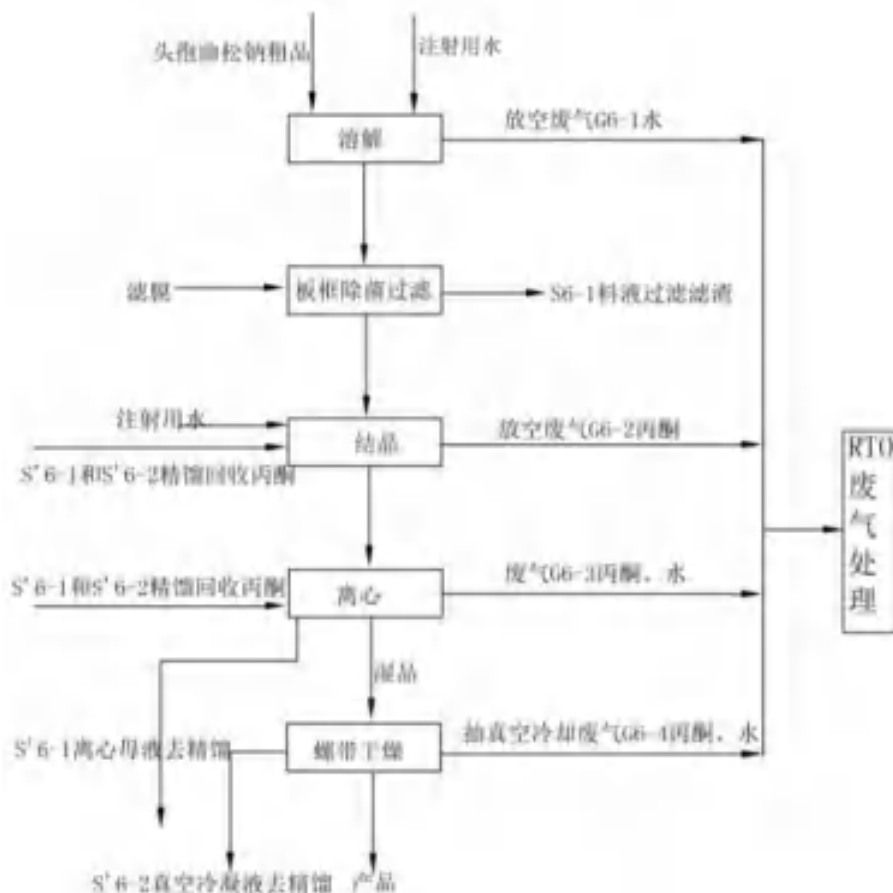 头孢曲松钠粗品
注射用水
溶解
放空废气G6-1水
滤膜
板框除菌过滤
S6-1料液过滤滤渣
注射用水
结晶
放空废气G6-2丙酮
S'6-1和S'6-2精馏回收丙酮
RTO
废
气
处
理
S'6-1和S'6-2精馏回收丙酮
离心
废气G6-3丙酮、水
湿品
S'6-1离心母液去精馏
螺带干燥
抽真空冷却废气G6-4丙酮、水
S'6-2真空冷凝液去精馏
产品